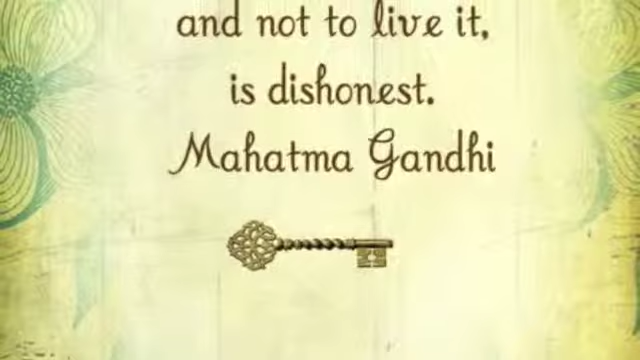 and not to live it,
is dishonest.
Mahatma Gandhi